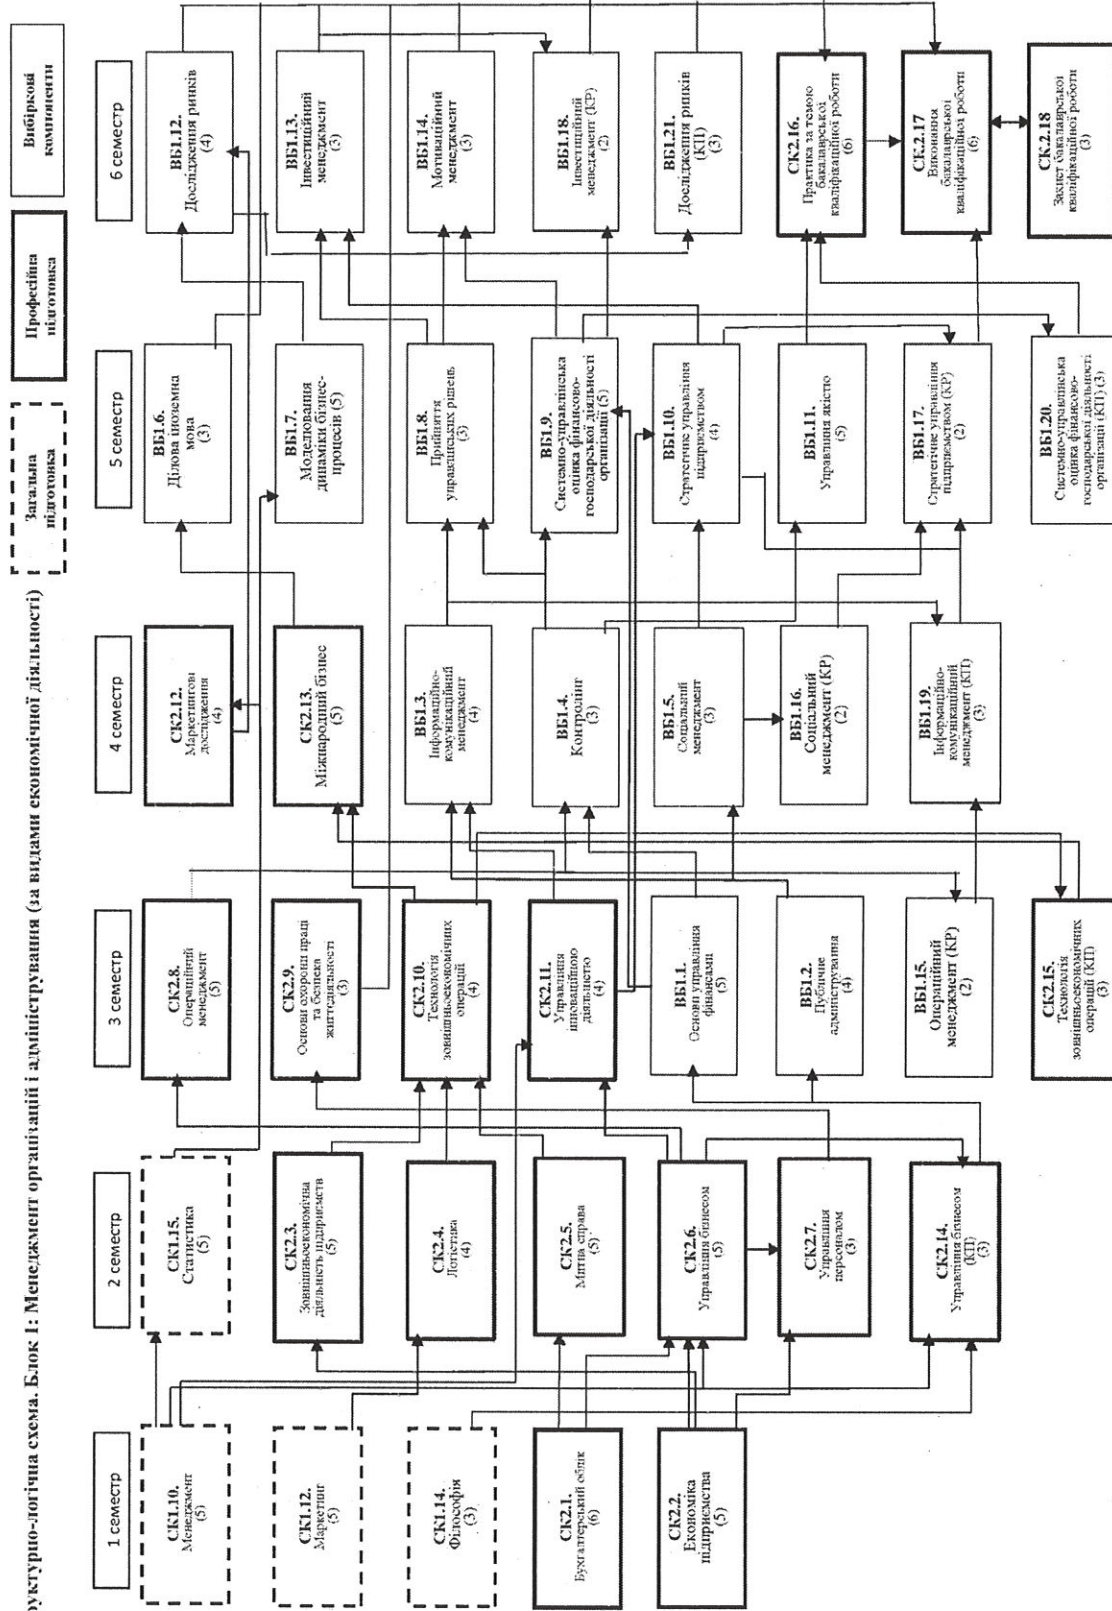 руктурно-логічна схема. Блок 1: Менеджмент організацій і адміністрування (за видами економічної діяльності)
Загальна
підготовка
Професійна
підготовка
Вибіркові
компоненти
1 семестр
2 семестр
3 семестр
4 семестр
5 семестр
6 семестр
СК1.10.
Менеджмент
(5)
СК1.12.
Маркетинг
(5)
СК1.14.
Філософія
(3)
СК2.1.
Бухгалтерський облік
(6)
СК2.2.
Економіка
підприємства
(5)
СК1.15.
Статистика
(5)
СК2.3.
Зовнішньоекономічна
діяльність підприємств
(5)
СК2.4.
Логістика
(4)
СК2.5.
Митна справа
(5)
СК2.6.
Управління бізнесом
(5)
СК2.7.
Управління
персоналом
(3)
СК2.14.
Управління бізнесом
(КП)
(3)
СК2.8.
Операційний
менеджмент
(5)
СК2.9.
Основи охорони праці
та безпека
життєдіяльності
(3)
СК2.10.
Технологія
зовнішньоекономічних
операцій
(4)
СК2.11.
Управління
інноваційною
діяльністю
(4)
ВБ1.1.
Основи управління
фінансами
(5)
ВБ1.2.
Публічне
адміністрування
(4)
ВБ1.15.
Операційний
менеджмент (КР)
(2)
СК2.15.
Технологія
зовнішньоекономічних
операцій (КП)
(3)
СК2.12.
Маркетингові
дослідження
(4)
СК2.13.
Міжнародний бізнес
(5)
ВБ1.3.
Інформаційно-
комунікаційний
менеджмент
(4)
ВБ1.4.
Контролінг
(3)
ВБ1.5.
Соціальний
менеджмент
(3)
ВБ1.16.
Соціальний
менеджмент (КР)
(2)
ВБ1.19.
Інформаційно-
комунікаційний
менеджмент (КП)
(3)
ВБ1.6.
Ділова іноземна
мова
(3)
ВБ1.7.
Моделювання
динаміки бізнес-
процесів (5)
ВБ1.8.
Прийняття
управлінських рішень
(3)
ВБ1.9.
Системно-управлінська
оцінка фінансово-
господарської діяльності
організації (5)
ВБ1.10.
Стратегічне управління
підприємством
(4)
ВБ1.11.
Управління якістю
(5)
ВБ1.17.
Стратегічне управління
підприємством (КР)
(2)
ВБ1.20.
Системно-управлінська
оцінка фінансово-
господарської діяльності
організації (КП) (3)
ВБ1.12.
Дослідження ринків
(4)
ВБ1.13.
Інвестиційний
менеджмент
(3)
ВБ1.14.
Мотиваційний
менеджмент
(3)
ВБ1.18.
Інвестиційний
менеджмент (КР)
(2)
ВБ1.21.
Дослідження ринків
(КП)
(3)
СК2.16.
Практика за темою
бакалаврської
кваліфікаційної роботи
(6)
СК2.17
Виконання
бакалаврської
кваліфікаційної роботи
(6)
СК.2.18
Захист бакалаврської
кваліфікаційної роботи
(3)